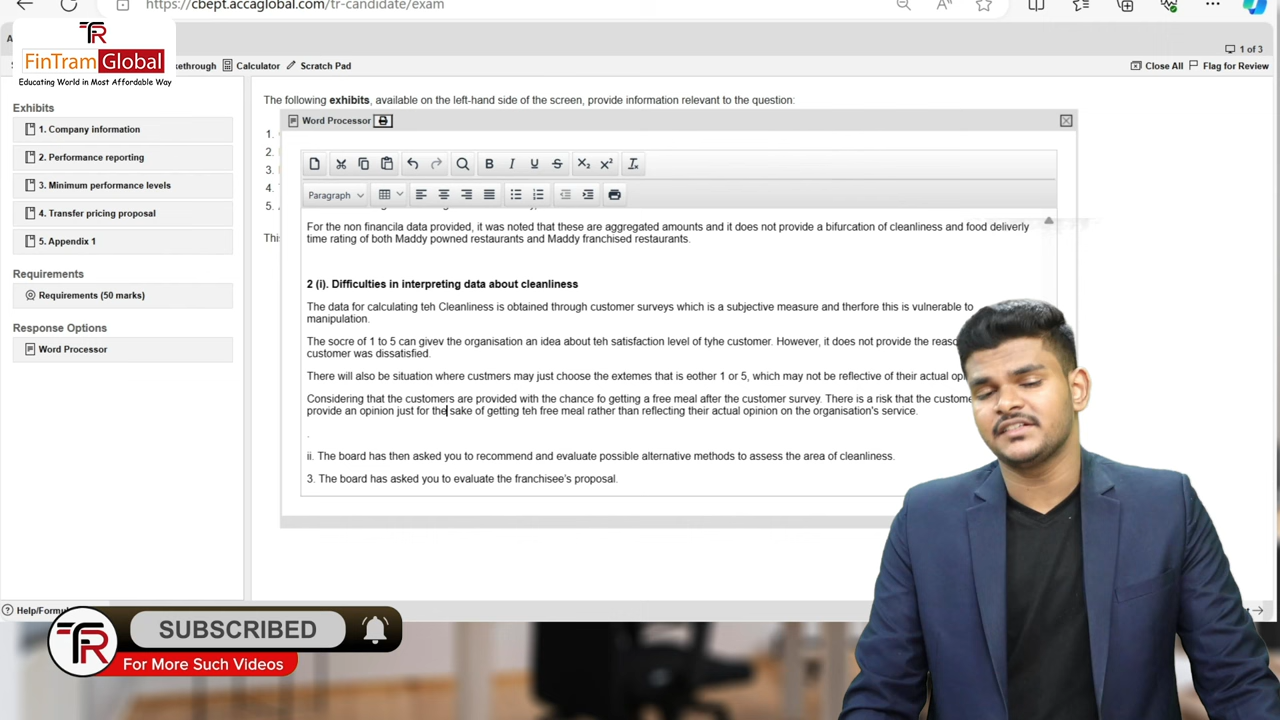 https://cbept.accaglobal.com/tr-candidate/exam
TR
FinTram Global
Educating World in Most Affordable Way
1 of 3
Calculator
Scratch Pad
Close All
Flag for Review
Exhibits
1. Company information
2. Performance reporting
3. Minimum performance levels
4. Transfer pricing proposal
5. Appendix 1
Requirements
Requirements (50 marks)
Response Options
Word Processor
The following exhibits, available on the left-hand side of the screen, provide information relevant to the question:
1.
2.
3.
4.
5.
Word Processor
B I U S X₂ X²
Paragraph
For the non financila data provided, it was noted that these are aggregated amounts and it does not provide a bifurcation of cleanliness and food deliverly
time rating of both Maddy powned restaurants and Maddy franchised restaurants.
2 (i). Difficulties in interpreting data about cleanliness
The data for calculating teh Cleanliness is obtained through customer surveys which is a subjective measure and therfore this is vulnerable to
manipulation.
The socre of 1 to 5 can givev the organisation an idea about teh satisfaction level of tyhe customer. However, it does not provide the
customer was dissatisfied.
There will also be situation where custmers may just choose the extemes that is eother 1 or 5, which may not be reflective of their actual
Considering that the customers are provided with the chance fo getting a free meal after the customer survey. There is a risk that the
provide an opinion just for the sake of getting teh free meal rather than reflecting their actual opinion on the organisation's service.
.
ii. The board has then asked you to recommend and evaluate possible alternative methods to assess the area of cleanliness.
3. The board has asked you to evaluate the franchisee's proposal.
SUBSCRIBED
TR
For More Such Videos